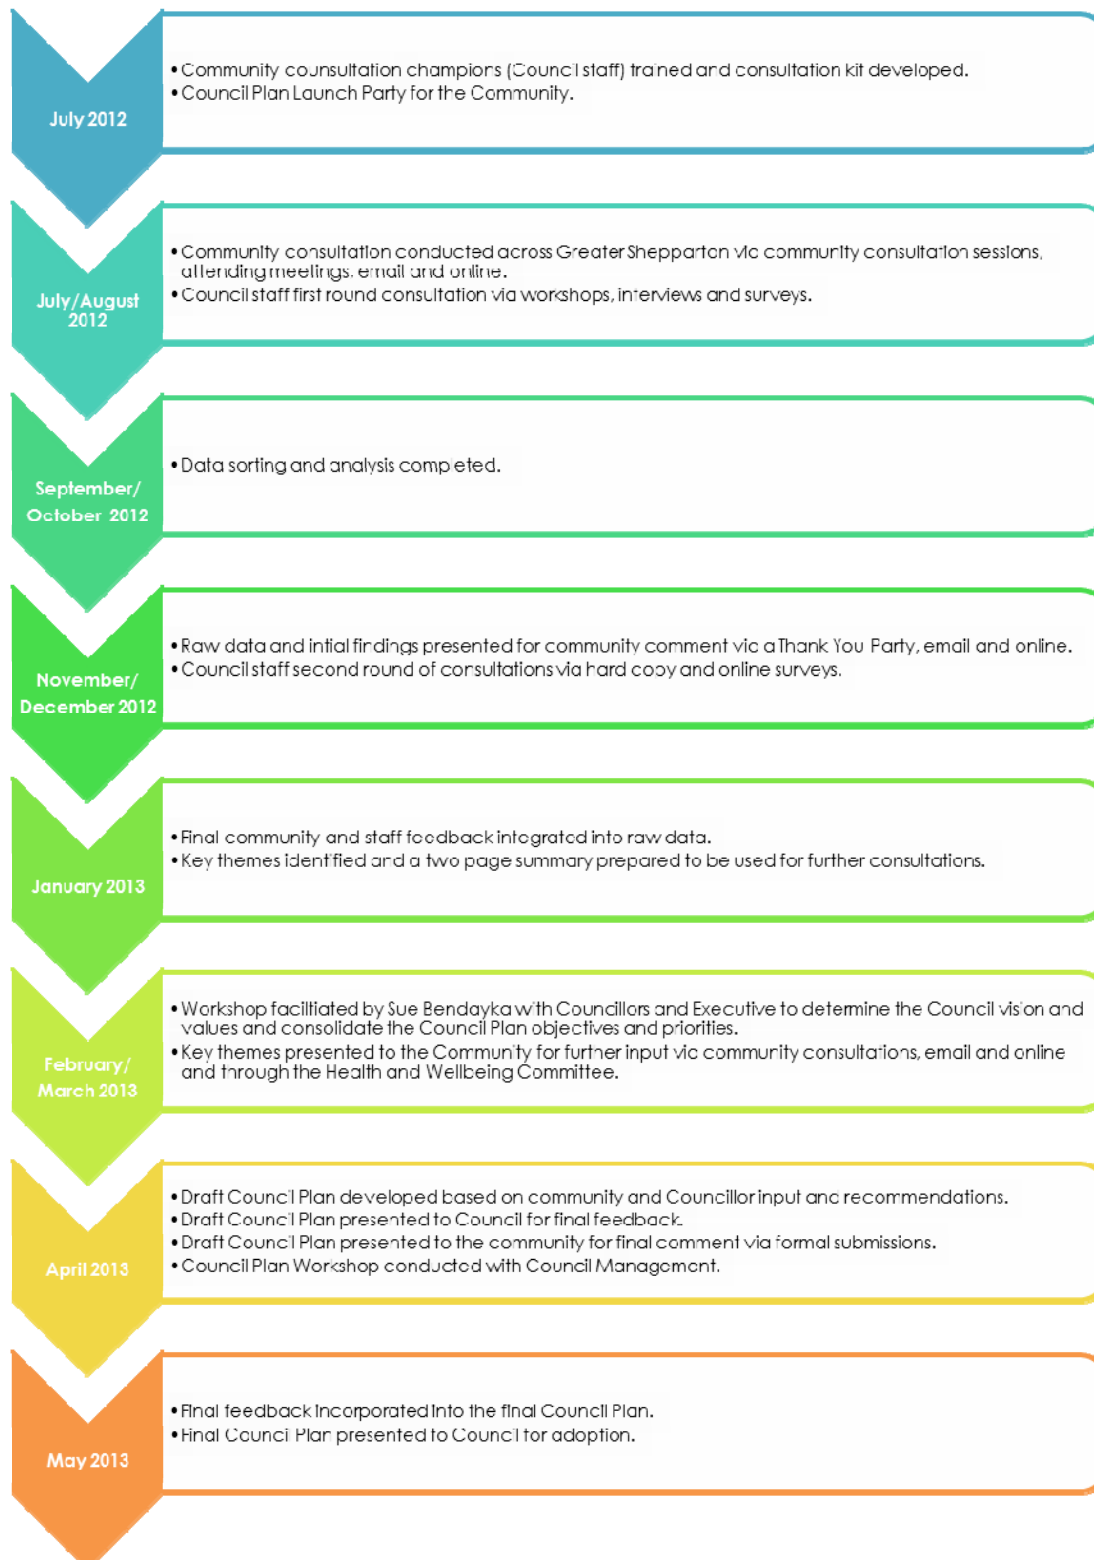 July 2012
• Community counsultation champions (Council staff) trained and consultation kit developed.
• Council Plan Launch Party for the Community.
July/August
2012
• Community consultation conducted across Greater Shepparton via community consultation sessions,
attending meetings, email and online.
• Council staff first round consultation via workshops, interviews and surveys.
September/
October 2012
• Data sorting and analysis completed.
November/
December 2012
• Raw data and intial findings presented for community comment via a Thank You Party, email and online.
• Council staff second round of consultations via hard copy and online surveys.
January 2013
• Final community and staff feedback integrated into raw data.
• Key themes identified and a two page summary prepared to be used for further consultations.
February/
March 2013
• Workshop faciltiated by Sue Bendayka with Councillors and Executive to determine the Council vision and
values and consolidate the Council Plan objectives and priorities.
• Key themes presented to the Community for further input via community consultations, email and online
and through the Health and Wellbeing Committee.
April 2013
• Draft Council Plan developed based on community and Councillor input and recommendations.
• Draft Council Plan presented to Council for final feedback.
• Draft Council Plan presented to the community for final comment via formal submissions.
• Council Plan Workshop conducted with Council Management.
May 2013
• Final feedback incorporated into the final Council Plan.
• Final Council Plan presented to Council for adoption.